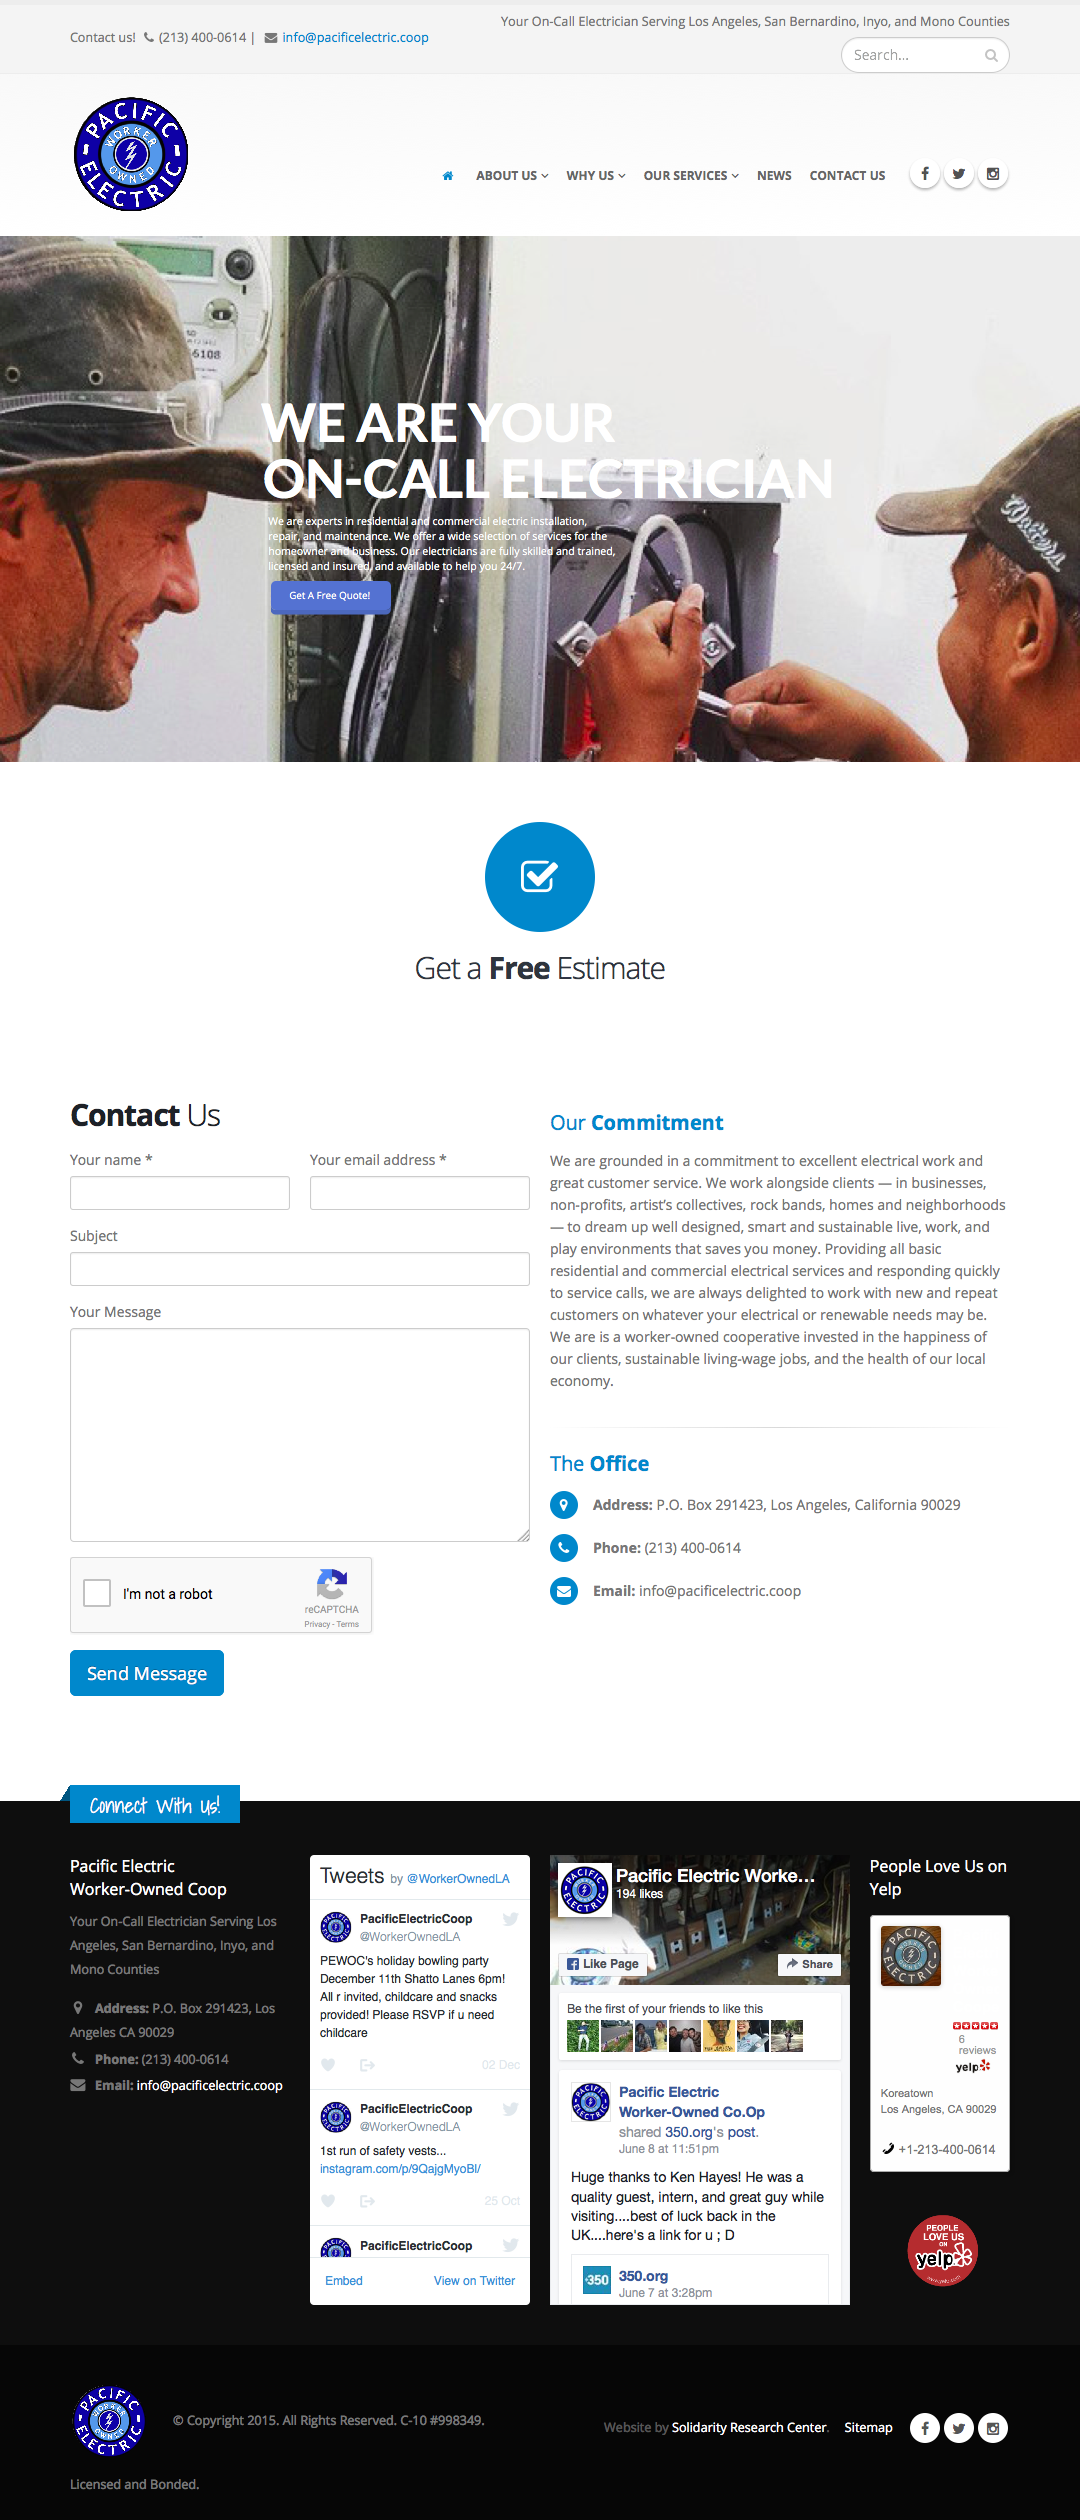 Your On-Call Electrician Serving Los Angeles, San Bernardino, Inyo, and Mono Counties
Contact us! (213) 400-0614 | info@pacificelectric.coop
Search...
PACIFIC ELECTRIC
WORKER OWNED
ABOUT US WHY US OUR SERVICES NEWS CONTACT US
6108
WE ARE YOUR
ON-CALL ELECTRICIAN
We are experts in residential and commercial electric installation,
repair, and maintenance. We offer a wide selection of services for the
homeowner and business. Our electricians are fully skilled and trained,
licensed and insured, and available to help you 24/7.
Get A Free Quote!
Get a Free Estimate
Contact Us
Your name *
Your email address *
Subject
Your Message
I'm not a robot
reCAPTCHA
Privacy - Terms
Send Message
Our Commitment
We are grounded in a commitment to excellent electrical work and
great customer service. We work alongside clients — in businesses,
non-profits, artist's collectives, rock bands, homes and neighborhoods
— to dream up well designed, smart and sustainable live, work, and
play environments that saves you money. Providing all basic
residential and commercial electrical services and responding quickly
to service calls, we are always delighted to work with new and repeat
customers on whatever your electrical or renewable needs may be.
We are is a worker-owned cooperative invested in the happiness of
our clients, sustainable living-wage jobs, and the health of our local
economy.
The Office
Address: P.O. Box 291423, Los Angeles, California 90029
Phone: (213) 400-0614
Email: info@pacificelectric.coop
Connect With Us!
Pacific Electric
Worker-Owned Coop
Your On-Call Electrician Serving Los
Angeles, San Bernardino, Inyo, and
Mono Counties
Address: P.O. Box 291423, Los
Angeles CA 90029
Phone: (213) 400-0614
Email: info@pacificelectric.coop
Tweets by @WorkerOwnedLA
PacificElectricCoop
@WorkerOwnedLA
PEWOC's holiday bowling party
December 11th Shatto Lanes 6pm!
All r invited, childcare and snacks
provided! Please RSVP if u need
childcare
02 Dec
PacificElectricCoop
@WorkerOwnedLA
1st run of safety vests...
instagram.com/p/9QajgMyoBI/
25 Oct
PacificElectricCoop
Embed
View on Twitter
Pacific Electric Worke...
194 likes
Like Page
Share
Be the first of your friends to like this
Pacific Electric
Worker-Owned Co.Op
shared 350.org's post.
June 8 at 11:51pm
Huge thanks to Ken Hayes! He was a
quality guest, intern, and great guy while
visiting....best of luck back in the
UK....here's a link for u ; D
350
350.org
June 7 at 3:28pm
People Love Us on
Yelp
PACIFIC ELECTRIC
6
reviews
yelp
Koreatown
Los Angeles, CA 90029
+1-213-400-0614
PEOPLE
LOVE US
ON
yelp
PACIFIC ELECTRIC
WORKER OWNED
© Copyright 2015. All Rights Reserved. C-10 #998349.
Website by Solidarity Research Center.
Sitemap
Licensed and Bonded.